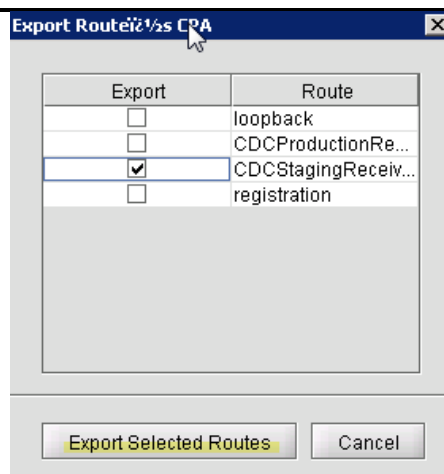 Export Routeï¿½s CPA
Export Route
loopback
CDCProductionRe...
CDCStagingReceiv...
registration
Export Selected Routes Cancel